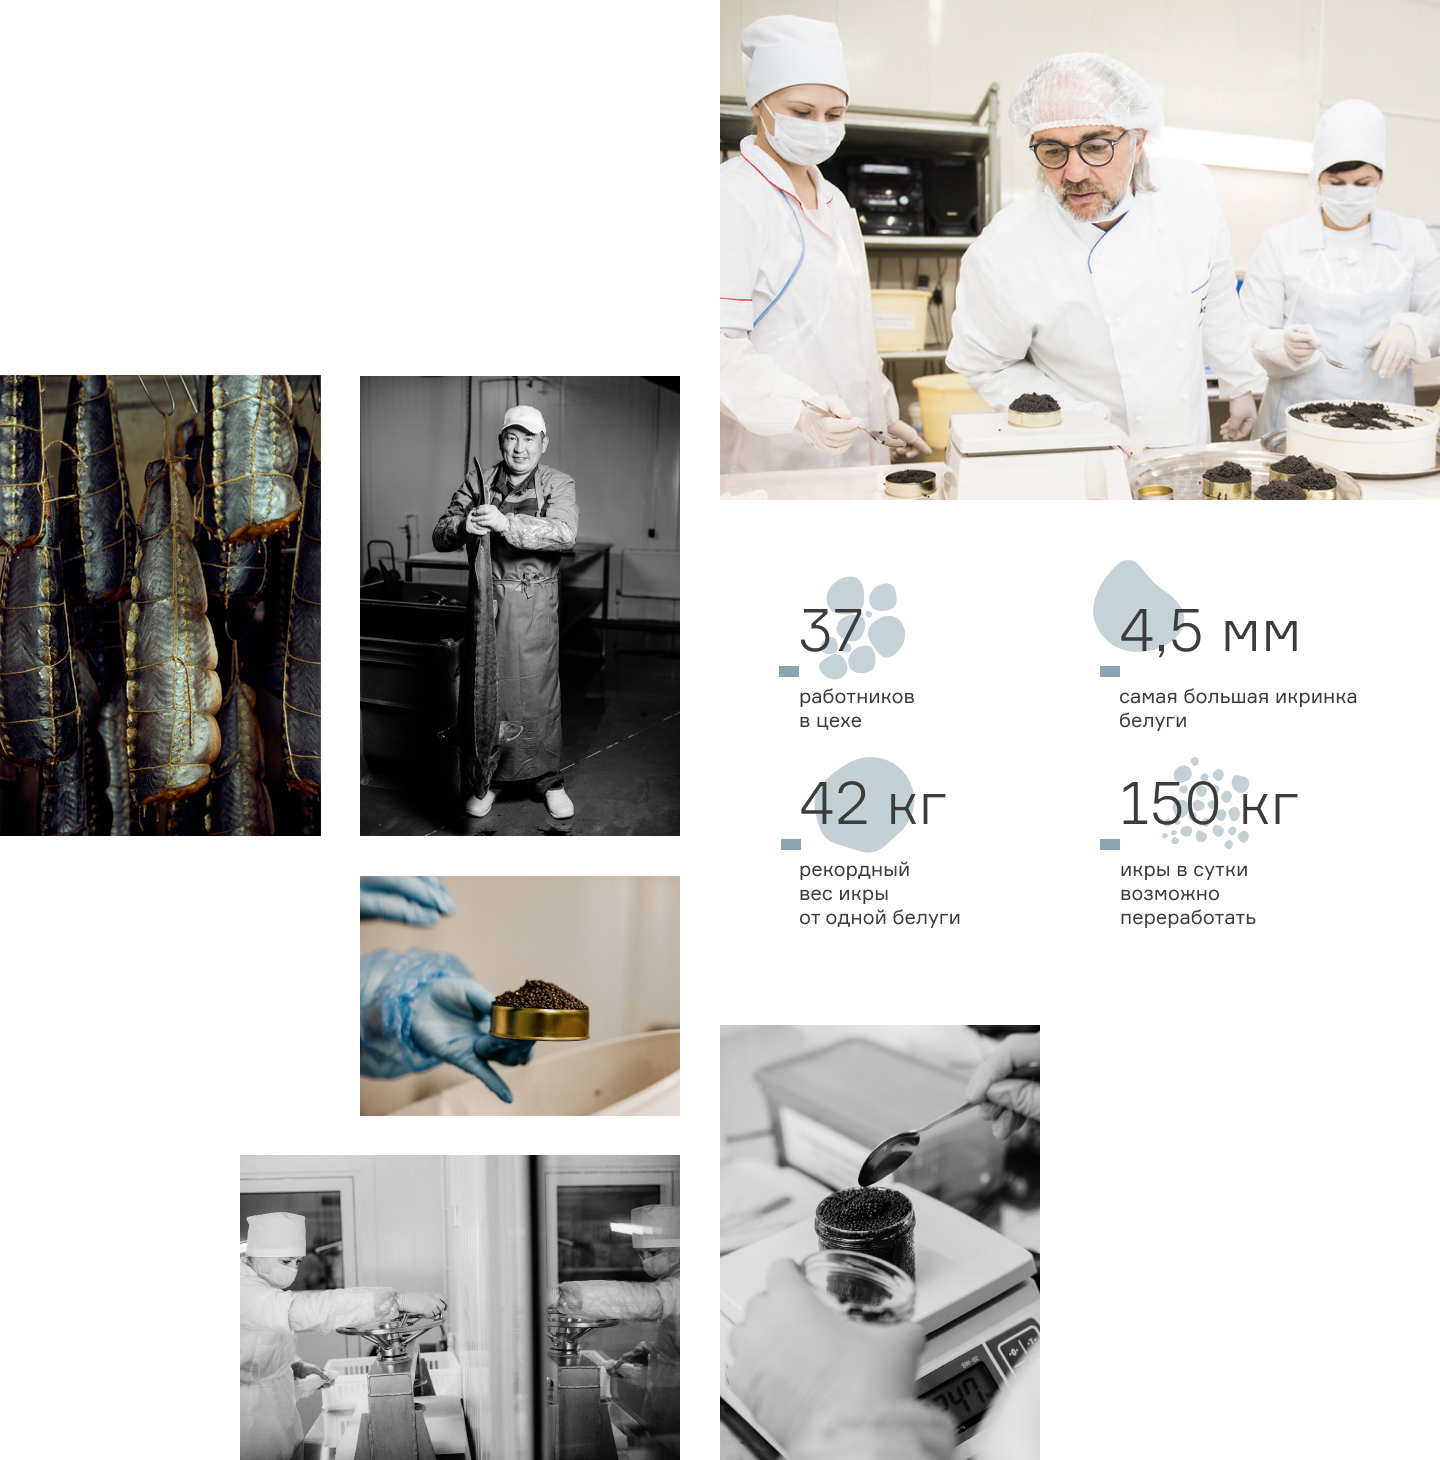 37
работников
в цехе
4,5 мм
самая большая икринка
белуги
42 кг
рекордный
вес икры
от одной белуги
150 кг
икры в сутки
возможно
переработать